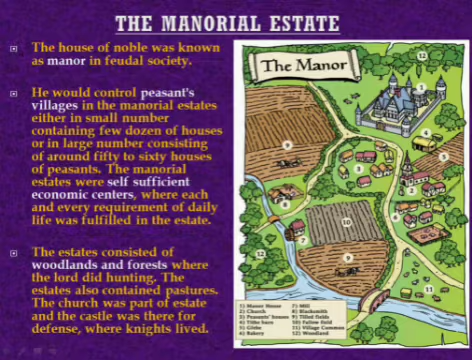 THE MANORIAL ESTATE
The house of noble was known
as manor in feudal society.
He would control peasant's
villages in the manorial estates
either in small number
containing few dozen of houses
or in large number consisting
of around fifty to sixty houses
of peasants. The manorial
estates were self sufficient
economic centers, where each
and every requirement of daily
life was fulfilled in the estate.
The estates consisted of
woodlands and forests where
the lord did hunting. The
estates also contained pastures.
The church was part of estate
and the castle was there for
defense, where knights lived.
The Manor
1) Manor House
2) Church
3) Peasants' houses
4) Tithe barn
5) Glebe
6) Bakery
7) Mill
8) Blacksmith
9) Tilled fields
10) Fallow field
11) Village Common
12) Woodland